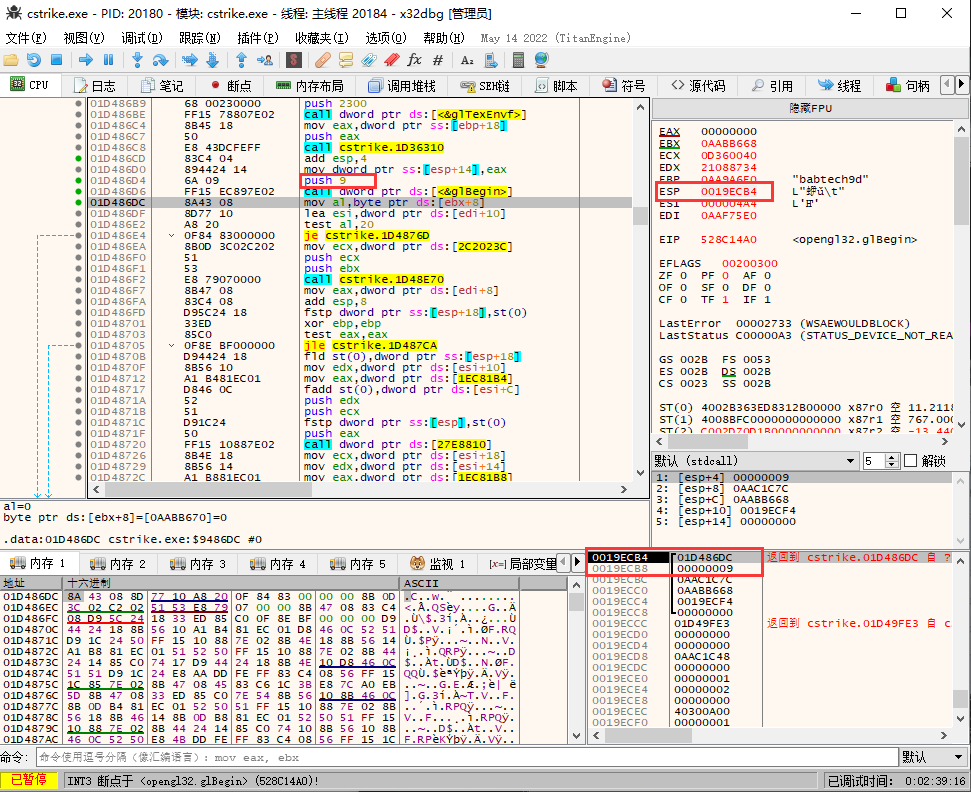 cstrike.exe - PID: 20180 - 模块: cstrike.exe - 线程: 主线程 20184 - x32dbg [管理员]
文件(F) 视图(V) 调试(D) 跟踪(N) 插件(P) 收藏夹(I) 选项(O) 帮助(H) May 14 2022 (TitanEngine)
CPU 日志 笔记 断点 内存布局 调用堆栈 SEH链 脚本 符号 源代码 引用 线程 句柄
01D486B9 68 00230000 push 2300
01D486BE FF15 78807E02 call dword ptr ds:[<&glTexEnvf>]
01D486C4 8B45 18 mov eax,dword ptr ss:[ebp+18]
01D486C7 50 push eax
01D486C8 E8 43DCFEFF call cstrike.1D36310
01D486CD 83C4 04 add esp,4
01D486D0 894424 14 mov dword ptr ss:[esp+14],eax
01D486D4 6A 09 push 9
01D486D6 FF15 EC897E02 call dword ptr ds:[<&glBegin>]
01D486DC 8A43 08 mov al,byte ptr ds:[ebx+8]
01D486DF 8D77 10 lea esi,dword ptr ds:[edi+10]
01D486E2 A8 20 test al,20
01D486E4 0F84 83000000 je cstrike.1D4876D
01D486EA 8B0D 3C02C202 mov ecx,dword ptr ds:[2C2023C]
01D486F0 51 push ecx
01D486F1 53 push ebx
01D486F2 E8 79070000 call cstrike.1D48E70
01D486F7 8B47 08 mov eax,dword ptr ds:[edi+8]
01D486FA 83C4 08 add esp,8
01D486FD D95C24 18 fstp dword ptr ss:[esp+18],st(0)
01D48701 33ED xor ebp,ebp
01D48703 85C0 test eax,eax
01D48705 0F8E BF000000 jle cstrike.1D487CA
01D4870B D94424 18 fld st(0),dword ptr ss:[esp+18]
01D4870F 8B56 10 mov edx,dword ptr ds:[esi+10]
01D48712 A1 B481EC01 mov eax,dword ptr ds:[1EC81B4]
01D48717 D846 0C fadd st(0),dword ptr ds:[esi+C]
01D4871A 52 push edx
01D4871B 51 push ecx
01D4871C D91C24 fstp dword ptr ss:[esp],st(0)
01D4871F 50 push eax
01D48720 FF15 10887E02 call dword ptr ds:[27E8810]
01D48726 8B4E 18 mov ecx,dword ptr ds:[esi+18]
01D48729 8B56 14 mov edx,dword ptr ds:[esi+14]
01D4872C A1 B881EC01 mov eax,dword ptr ds:[1EC81B8]
隐藏FPU
EAX 00000000
EBX 0AABB668
ECX 0D360040
EDX 21088734
"babtech9d"
ESP 0019ECB4
ESI 000004A4
EDI 0AAF75E0
EIP 528C14A0 <opengl32.glBegin>
EFLAGS 00200300
ZF 0 PF 0 AF 0
OF 0 SF 0 DF 0
CF 0 TF 1 IF 1
LastError 00002733 (WSAEWOULDBLOCK)
LastStatus C00000A3 (STATUS_DEVICE_NOT_REA
GS 002B FS 0053
ES 002B DS 002B
CS 0023 SS 002B
ST(0) 4002B363ED8312B00000 x87r0 空 11.2118
ST(1) 4008BFC0000000000000 x87r1 空 767.000
默认 (stdcall) 5 解锁
1: [esp+4] 00000009
2: [esp+8] 0AAC1C7C
3: [esp+C] 0AABB668
4: [esp+10] 0019ECF4
5: [esp+14] 00000000
al=0
byte ptr ds:[ebx+8]=[0AABB670]=0
.data:01D486DC cstrike.exe:$9486DC #0
内存 1 内存 2 内存 3 内存 4 内存 5 监视 1 局部变量
地址 十六进制 ASCII
01D486DC 8A 43 08 8D 77 10 A8 20 0F 84 83 00 00 00 8B 0D
01D486EC 3C 02 C2 02 51 53 E8 79 07 00 00 8B 47 08 83 C4
01D486FC 08 D9 5C 24 18 33 ED 85 C0 0F 8E BF 00 00 00 D9
01D4870C 44 24 18 8B 56 10 A1 B4 81 EC 01 D8 46 0C 52 51
01D4871C D9 1C 24 50 FF 15 10 88 7E 02 8B 4E 18 8B 56 14
01D4872C A1 B8 81 EC 01 51 52 50 FF 15 10 88 7E 02 8B 44
01D4873C 24 14 85 C0 74 17 D9 44 24 18 8B 4E 10 D8 46 0C
01D4874C 51 51 D9 1C 24 E8 AA DD FE FF 83 C4 08 56 FF 15
01D4875C 1C 85 7E 02 8B 47 08 45 83 C6 1C 3B E8 7C A0 EB
01D4876C 5D 8B 47 08 33 ED 85 C0 7E 54 8B 56 10 8B 46 0C
01D4877C 8B 0D B4 81 EC 01 52 50 51 FF 15 10 88 7E 02 8B
01D4878C 56 18 8B 46 14 8B 0D B8 81 EC 01 52 50 51 FF 15
01D4879C 10 88 7E 02 8B 44 24 14 85 C0 74 10 8B 56 10 8B
01D487AC 46 0C 52 50 E8 4B DD FE FF 83 C4 08 56 FF 15 1C
0019ECB4 01D486DC 返回到 cstrike.01D486DC 自 ?
0019ECB8 00000009
0019ECBC 0AAC1C7C
0019ECC0 0AABB668
0019ECC4 0019ECF4
0019ECC8 00000000
0019ECCC 01D49FE3 返回到 cstrike.01D49FE3 自 c
0019ECD0 00000000
0019ECD4 00000000
0019ECD8 0AAC1C48
0019ECDC 00000000
0019ECE0 00000001
0019ECE4 00000002
0019ECE8 00000000
0019ECEC 40300A00
0019ECF0 00000001
命令: 命令使用逗号分隔（像汇编语言）：mov eax, ebx 默认
已暂停 INT3 断点于 <opengl32.glBegin> (528C14A0)! 已调试时间: 0:02:39:16